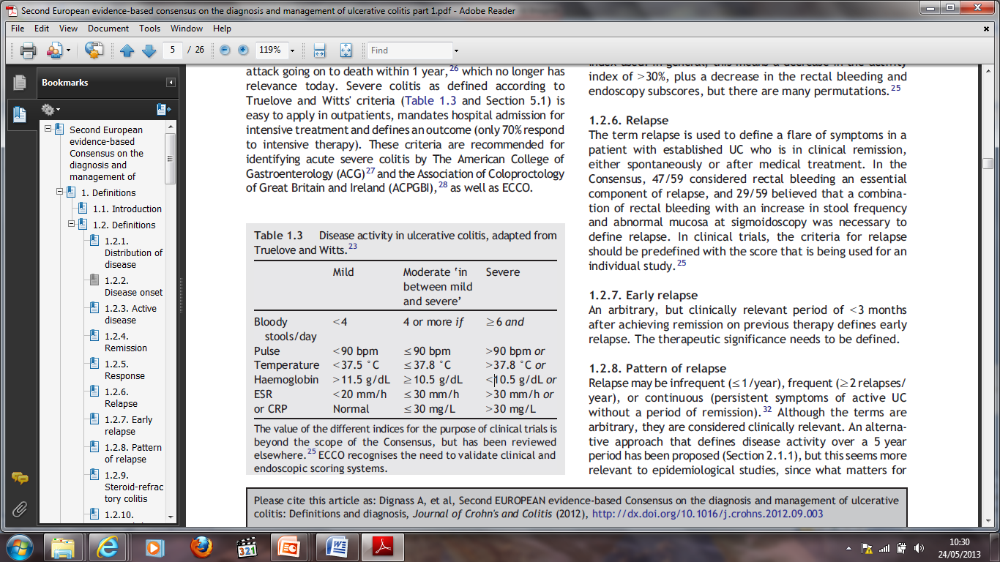 Second European evidence-based consensus on the diagnosis and management of ulcerative colitis part 1.pdf - Adobe Reader
File Edit View Document Tools Window Help
5 / 26 119% Find
Bookmarks
Second European
evidence-based
Consensus on the
diagnosis and
management of
1. Definitions
1.1. Introduction
1.2. Definitions
1.2.1.
Distribution of
disease
1.2.2.
Disease onset
1.2.3. Active
disease
1.2.4.
Remission
1.2.5.
Response
1.2.6.
Relapse
1.2.7. Early
relapse
1.2.8. Pattern
of relapse
1.2.9.
Steroid-refrac
tory colitis
1.2.10.
attack going on to death within 1 year,26 which no longer has
relevance today. Severe colitis as defined according to
Truelove and Witts' criteria (Table 1.3 and Section 5.1) is
easy to apply in outpatients, mandates hospital admission for
intensive treatment and defines an outcome (only 70% respond
to intensive therapy). These criteria are recommended for
identifying acute severe colitis by The American College of
Gastroenterology (ACG)27 and the Association of Coloproctology
of Great Britain and Ireland (ACPGBI),28 as well as ECCO.
Table 1.3 Disease activity in ulcerative colitis, adapted from
Truelove and Witts.23
Mild Moderate 'in Severe
between mild
and severe'
Bloody <4 4 or more if ≥6 and
stools/day
Pulse <90 bpm ≤90 bpm >90 bpm or
Temperature <37.5 °C ≤37.8 °C >37.8 °C or
Haemoglobin >11.5 g/dL ≥10.5 g/dL <10.5 g/dL or
ESR <20 mm/h ≤30 mm/h >30 mm/h or
or CRP Normal ≤30 mg/L >30 mg/L
The value of the different indices for the purpose of clinical trials is
beyond the scope of the Consensus, but has been reviewed
elsewhere.25 ECCO recognises the need to validate clinical and
endoscopic scoring systems.
index used. In general, this means a decrease in the activity
index of >30%, plus a decrease in the rectal bleeding and
endoscopy subscores, but there are many permutations.25
1.2.6. Relapse
The term relapse is used to define a flare of symptoms in a
patient with established UC who is in clinical remission,
either spontaneously or after medical treatment. In the
Consensus, 47/59 considered rectal bleeding an essential
component of relapse, and 29/59 believed that a combina-
tion of rectal bleeding with an increase in stool frequency
and abnormal mucosa at sigmoidoscopy was necessary to
define relapse. In clinical trials, the criteria for relapse
should be predefined with the score that is being used for an
individual study.25
1.2.7. Early relapse
An arbitrary, but clinically relevant period of <3 months
after achieving remission on previous therapy defines early
relapse. The therapeutic significance needs to be defined.
1.2.8. Pattern of relapse
Relapse may be infrequent (≤1/year), frequent (≥2 relapses/
year), or continuous (persistent symptoms of active UC
without a period of remission).32 Although the terms are
arbitrary, they are considered clinically relevant. An alterna-
tive approach that defines disease activity over a 5 year
period has been proposed (Section 2.1.1), but this seems more
relevant to epidemiological studies, since what matters for
Please cite this article as: Dignass A, et al, Second EUROPEAN evidence-based Consensus on the diagnosis and management of ulcerative
colitis: Definitions and diagnosis, Journal of Crohn's and Colitis (2012), http://dx.doi.org/10.1016/j.crohns.2012.09.003
321
10:30
24/05/2013